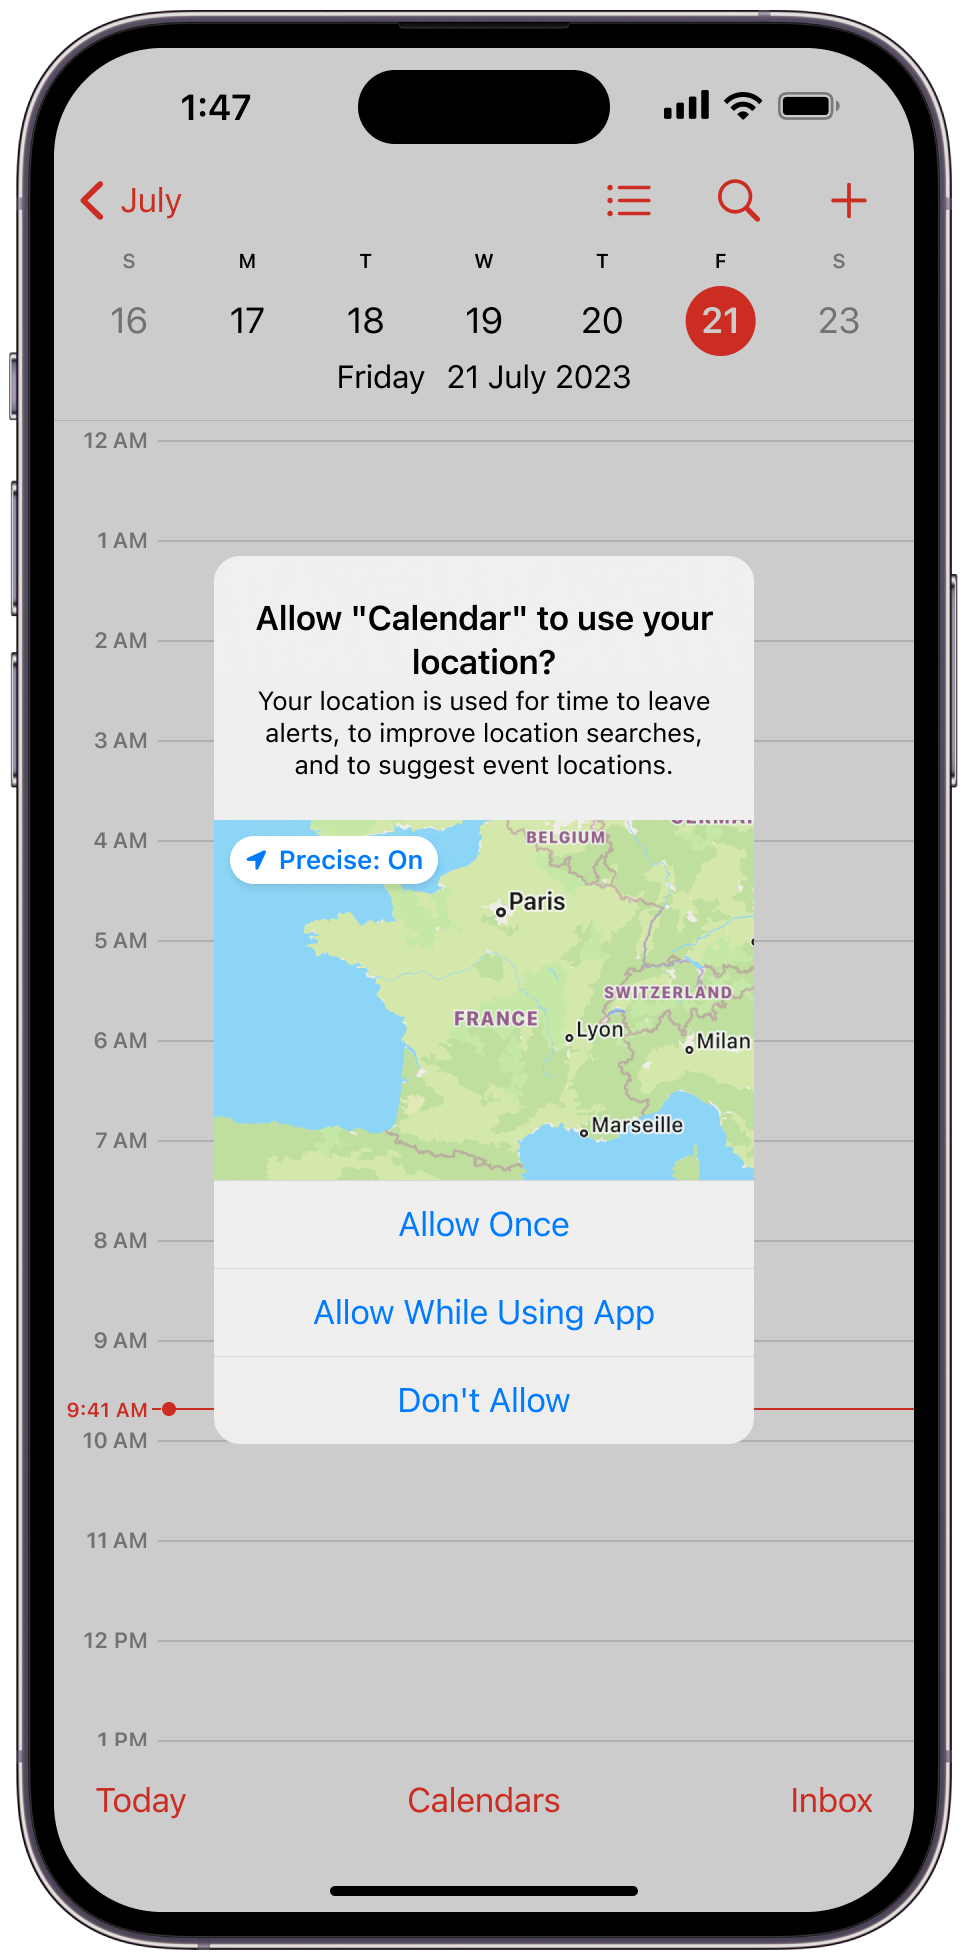 1:47
July
S M T W T F S
16 17 18 19 20 21 23
Friday 21 July 2023
12 AM
1 AM
2 AM
3 AM
4 AM
5 AM
6 AM
7 AM
8 AM
9 AM
9:41 AM
10 AM
11 AM
12 PM
1 PM
Allow "Calendar" to use your
location?
Your location is used for time to leave
alerts, to improve location searches,
and to suggest event locations.
BELGIUM
Precise: On
Paris
SWITZERLAND
FRANCE
Lyon
Milan
Marseille
Allow Once
Allow While Using App
Don't Allow
Today Calendars Inbox